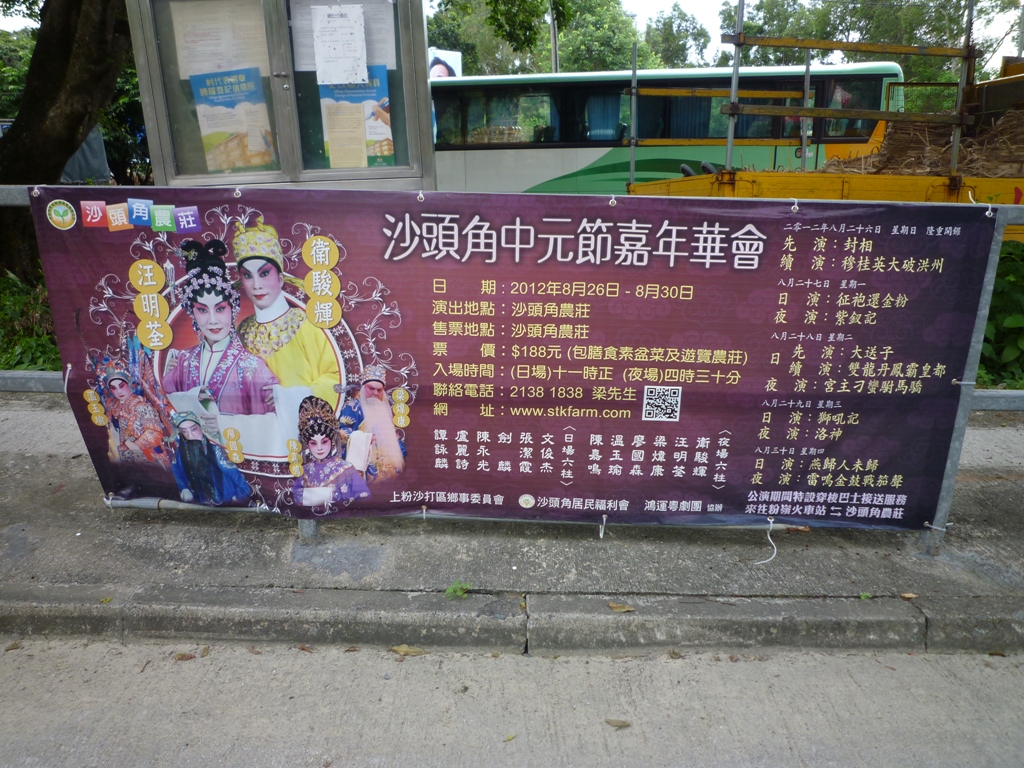 沙頭角農莊
沙頭角中元節嘉年華會
汪明荃
衛駿輝
日　　期：2012年8月26日 - 8月30日
演出地點：沙頭角農莊
售票地點：沙頭角農莊
票　　價：$188元 (包膳食素盆菜及遊覽農莊)
入場時間：(日場)十一時正 (夜場)四時三十分
聯絡電話：2138 1838 梁先生
網　　址：www.stkfarm.com
〈夜場六柱〉
衛駿輝
汪明荃
梁煒康
廖國森
溫玉瑜
陳嘉鳴
〈日場六柱〉
文俊杰
張潔霞
劍麟
陳永光
盧麗詩
譚詠麟
上粉沙打區鄉事委員會 沙頭角居民福利會 鴻運粵劇團 協辦
二零一二年八月二十六日 星期日 隆重開鑼
先　演：封相
續　演：穆桂英大破洪州
八月二十七日 星期一
日　演：征袍還金粉
夜　演：紫釵記
八月二十八日 星期二
日 先　演：大送子
續　演：雙龍丹鳳霸皇都
夜　演：宮主刁蠻駙馬驕
八月二十九日 星期三
日　演：獅吼記
夜　演：洛神
八月三十日 星期四
日　演：燕歸人未歸
夜　演：雷鳴金鼓戰笳聲
公演期間特設穿梭巴士接送服務
來往粉嶺火車站 ⇆ 沙頭角農莊